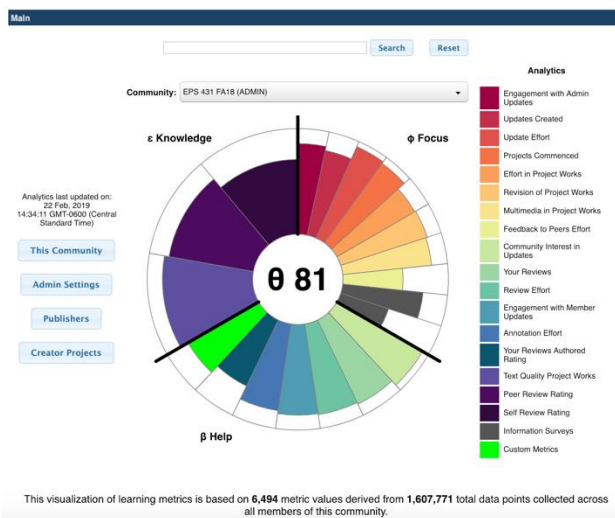 Main
Search
Reset
Community:
EPS 431 FA18 (ADMIN)
ε Knowledge
φ Focus
β Help
θ 81
Analytics last updated on:
22 Feb, 2019
14:34:11 GMT-0600 (Central
Standard Time)
This Community
Admin Settings
Publishers
Creator Projects
Analytics
Engagement with Admin
Updates
Updates Created
Update Effort
Projects Commenced
Effort in Project Works
Revision of Project Works
Multimedia in Project Works
Feedback to Peers Effort
Community Interest in
Updates
Your Reviews
Review Effort
Engagement with Member
Updates
Annotation Effort
Your Reviews Authored
Rating
Text Quality Project Works
Peer Review Rating
Self Review Rating
Information Surveys
Custom Metrics
This visualization of learning metrics is based on 6,494 metric values derived from 1,607,771 total data points collected across
all members of this community.